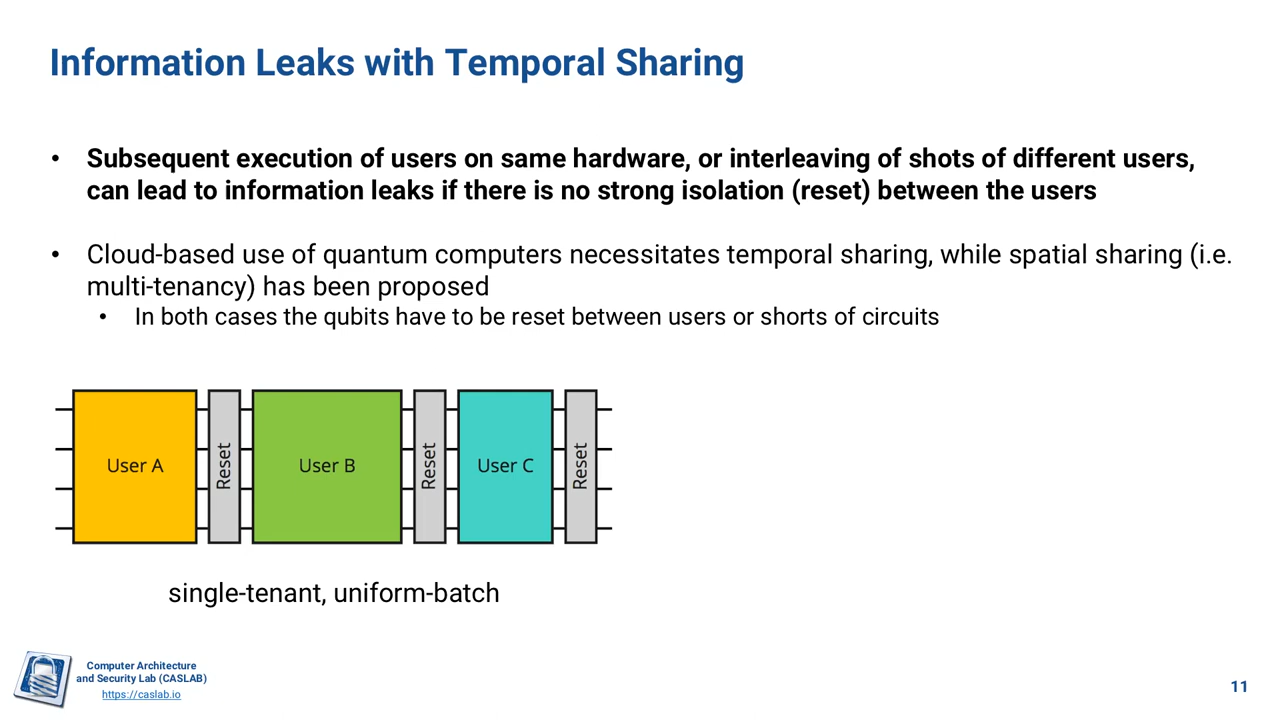 Information Leaks with Temporal Sharing
• Subsequent execution of users on same hardware, or interleaving of shots of different users,
can lead to information leaks if there is no strong isolation (reset) between the users
• Cloud-based use of quantum computers necessitates temporal sharing, while spatial sharing (i.e.
multi-tenancy) has been proposed
• In both cases the qubits have to be reset between users or shorts of circuits
User A
Reset
User B
Reset
User C
Reset
single-tenant, uniform-batch
Computer Architecture
and Security Lab (CASLAB)
https://caslab.io
11